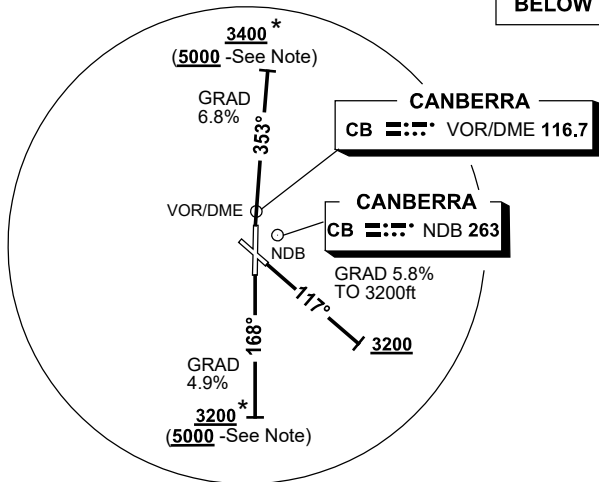 BELOW
3400 *
(5000 -See Note)
GRAD
6.8%
353°
CANBERRA
CB VOR/DME 116.7
VOR/DME
CANBERRA
CB NDB 263
NDB
GRAD 5.8%
TO 3200ft
117°
3200
168°
GRAD
4.9%
3200 *
(5000 -See Note)